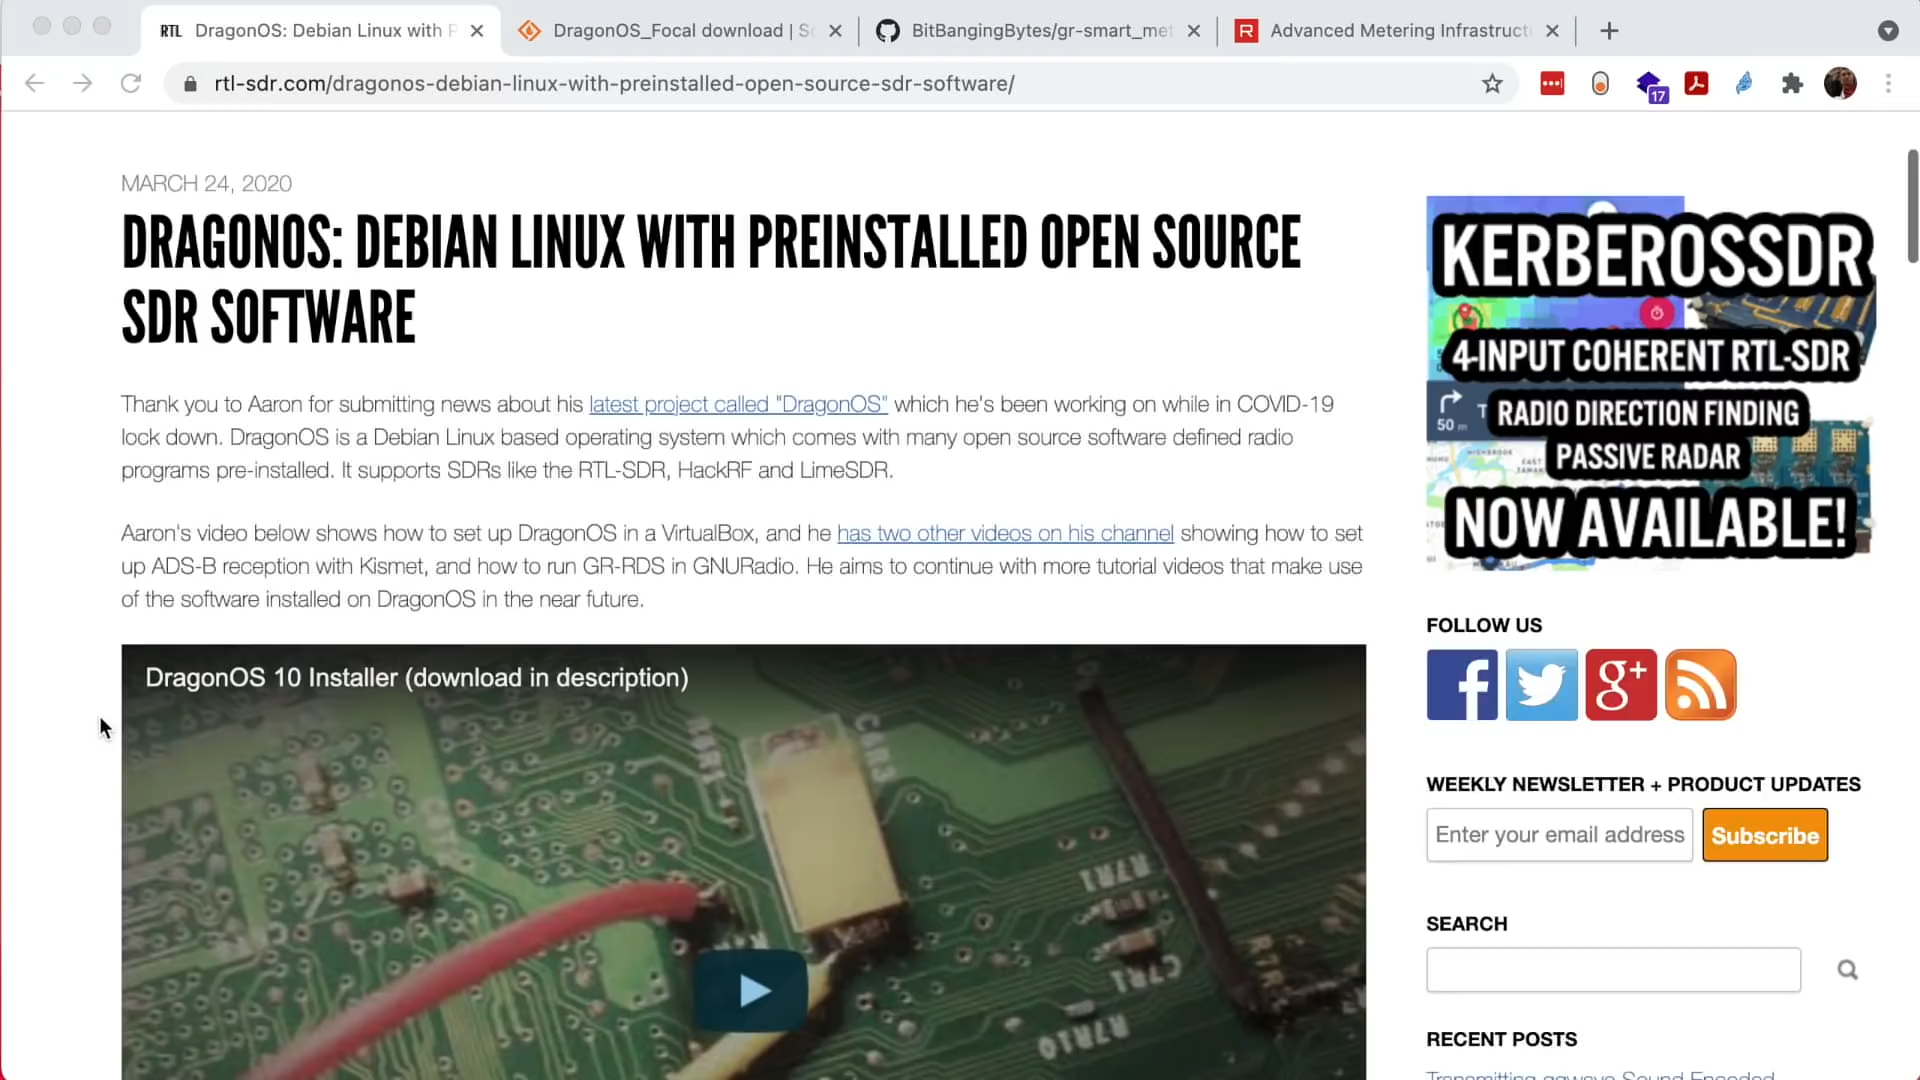 RTL DragonOS: Debian Linux with P
DragonOS_Focal download | So
BitBangingBytes/gr-smart_met
R Advanced Metering Infrastruct
rtl-sdr.com/dragonos-debian-linux-with-preinstalled-open-source-sdr-software/
17
MARCH 24, 2020
DRAGONOS: DEBIAN LINUX WITH PREINSTALLED OPEN SOURCE
SDR SOFTWARE
Thank you to Aaron for submitting news about his latest project called "DragonOS" which he's been working on while in COVID-19
lock down. DragonOS is a Debian Linux based operating system which comes with many open source software defined radio
programs pre-installed. It supports SDRs like the RTL-SDR, HackRF and LimeSDR.
Aaron's video below shows how to set up DragonOS in a VirtualBox, and he has two other videos on his channel showing how to set
up ADS-B reception with Kismet, and how to run GR-RDS in GNURadio. He aims to continue with more tutorial videos that make use
of the software installed on DragonOS in the near future.
DragonOS 10 Installer (download in description)
C7R1
R7R10
KERBEROSSDR
4-INPUT COHERENT RTL-SDR
50 m
RADIO DIRECTION FINDING
PASSIVE RADAR
NOW AVAILABLE!
FOLLOW US
f
g+
WEEKLY NEWSLETTER + PRODUCT UPDATES
Enter your email address
Subscribe
SEARCH
RECENT POSTS
Transmitting ggwave Sound Encoded